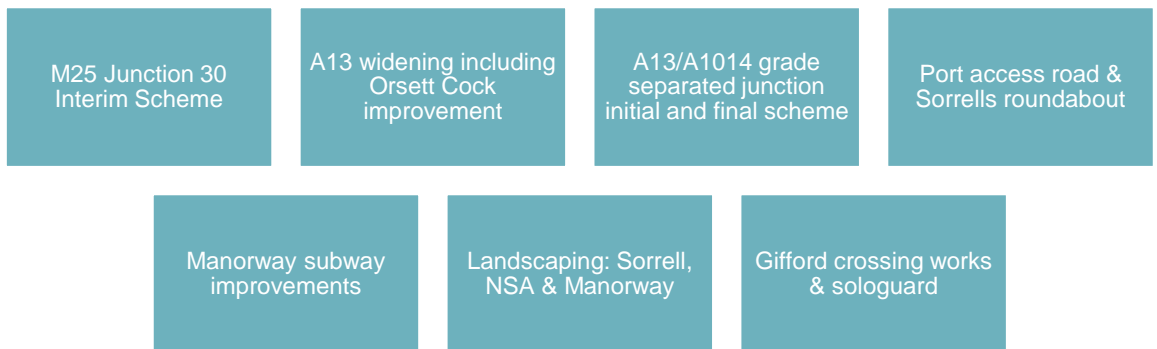 M25 Junction 30
Interim Scheme
A13 widening including
Orsett Cock
improvement
A13/A1014 grade
separated junction
initial and final scheme
Port access road &
Sorrells roundabout
Manorway subway
improvements
Landscaping: Sorrell,
NSA & Manorway
Gifford crossing works
& sologuard